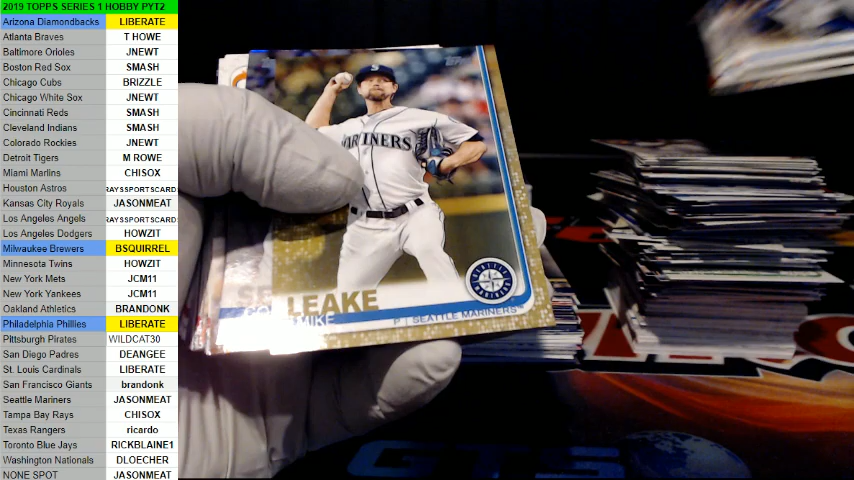 2019 TOPPS SERIES 1 HOBBY PYT2
Arizona Diamondbacks LIBERATE
Atlanta Braves T HOWE
Baltimore Orioles JNEWT
Boston Red Sox SMASH
Chicago Cubs BRIZZLE
Chicago White Sox JNEWT
Cincinnati Reds SMASH
Cleveland Indians SMASH
Colorado Rockies JNEWT
Detroit Tigers M ROWE
Miami Marlins CHISOX
Houston Astros RAYSSPORTSCARD
Kansas City Royals JASONMEAT
Los Angeles Angels RAYSSPORTSCARD
Los Angeles Dodgers HOWZIT
Milwaukee Brewers BSQUIRREL
Minnesota Twins HOWZIT
New York Mets JCM11
New York Yankees JCM11
Oakland Athletics BRANDONK
Philadelphia Phillies LIBERATE
Pittsburgh Pirates WILDCAT30
San Diego Padres DEANGEE
St. Louis Cardinals LIBERATE
San Francisco Giants brandonk
Seattle Mariners JASONMEAT
Tampa Bay Rays CHISOX
Texas Rangers ricardo
Toronto Blue Jays RICKBLAINE1
Washington Nationals DLOECHER
NONE SPOT JASONMEAT
Topps
MARINERS
LEAKE
MIKE
P | SEATTLE MARINERS
SEATTLE
MARINERS
GTS